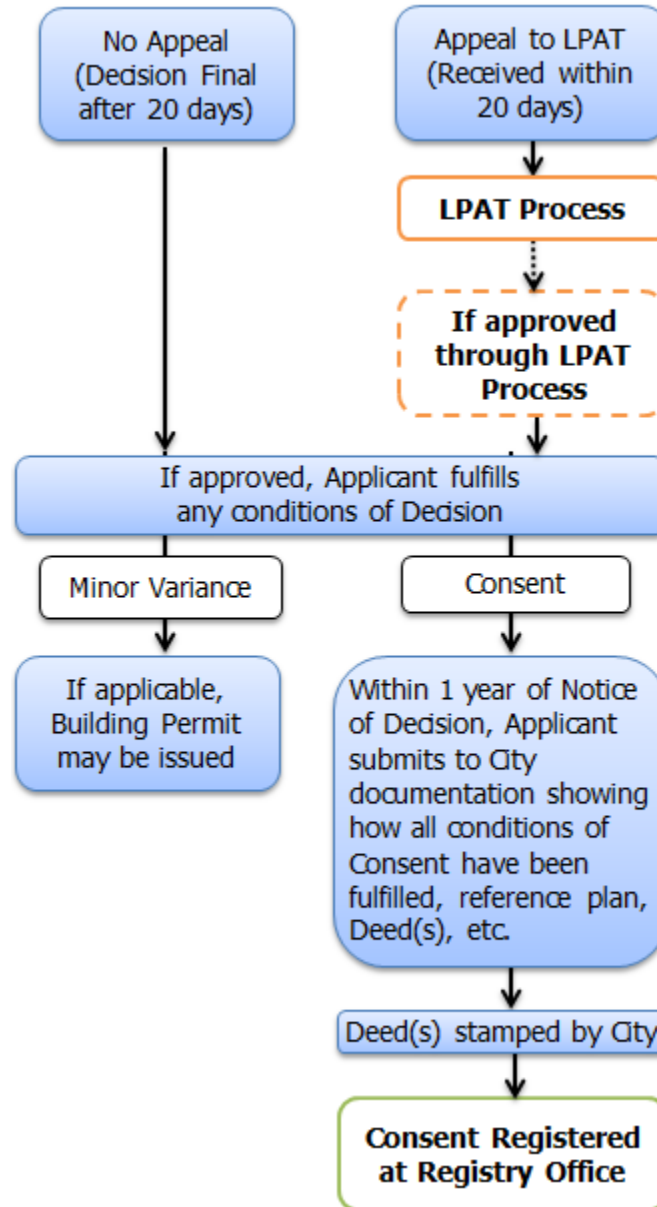 No Appeal
(Decision Final
after 20 days)
Appeal to LPAT
(Received within
20 days)
LPAT Process
If approved
through LPAT
Process
If approved, Applicant fulfills
any conditions of Decision
Minor Variance
Consent
If applicable,
Building Permit
may be issued
Within 1 year of Notice
of Decision, Applicant
submits to City
documentation showing
how all conditions of
Consent have been
fulfilled, reference plan,
Deed(s), etc.
Deed(s) stamped by City
Consent Registered
at Registry Office